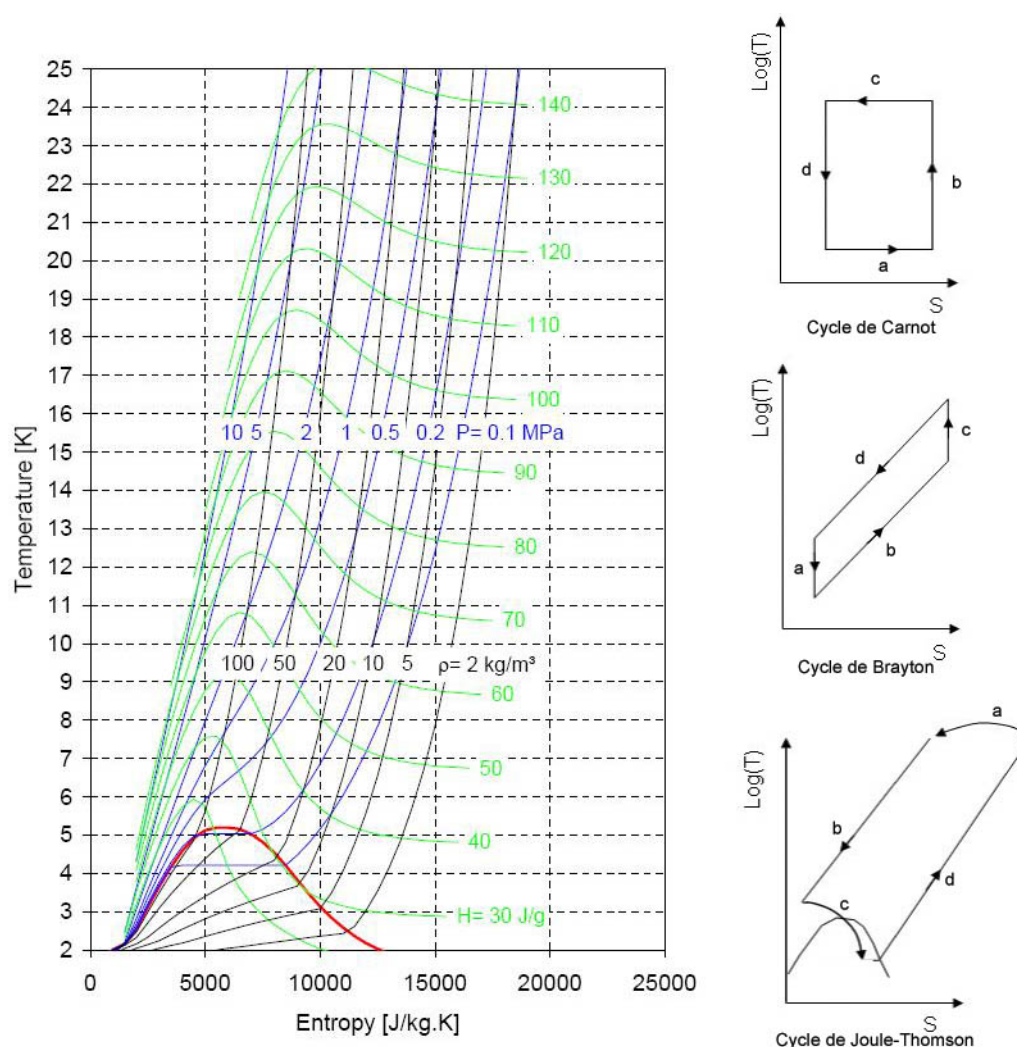 Temperature [K]
25
24
23
22
21
20
19
18
17
16
15
14
13
12
11
10
9
8
7
6
5
4
3
2
140
130
120
110
100
90
80
70
60
50
40
H= 30 J/g
10 5 2 1 0.5 0.2 P= 0.1 MPa
100 50 20 10 5 ρ= 2 kg/m³
0 5000 10000 15000 20000 25000
Entropy [J/kg.K]
Log(T)
c
d
b
a
S
Cycle de Carnot
Log(T)
c
d
a
b
S
Cycle de Brayton
a
Log(T)
b
c
d
S
Cycle de Joule-Thomson